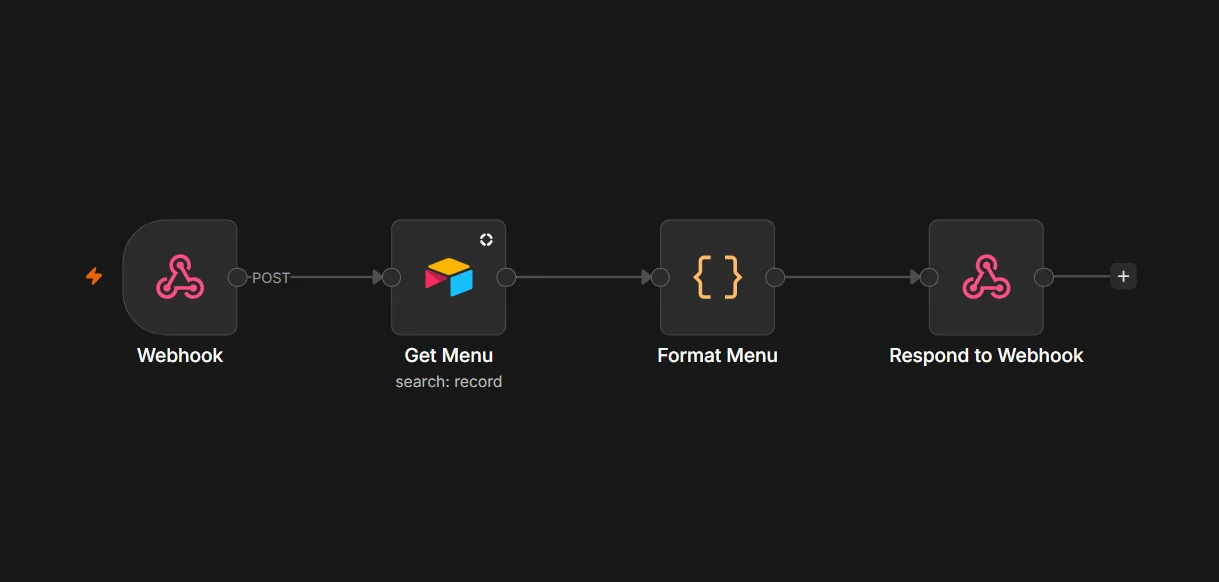 POST
Webhook
Get Menu
search: record
Format Menu
Respond to Webhook